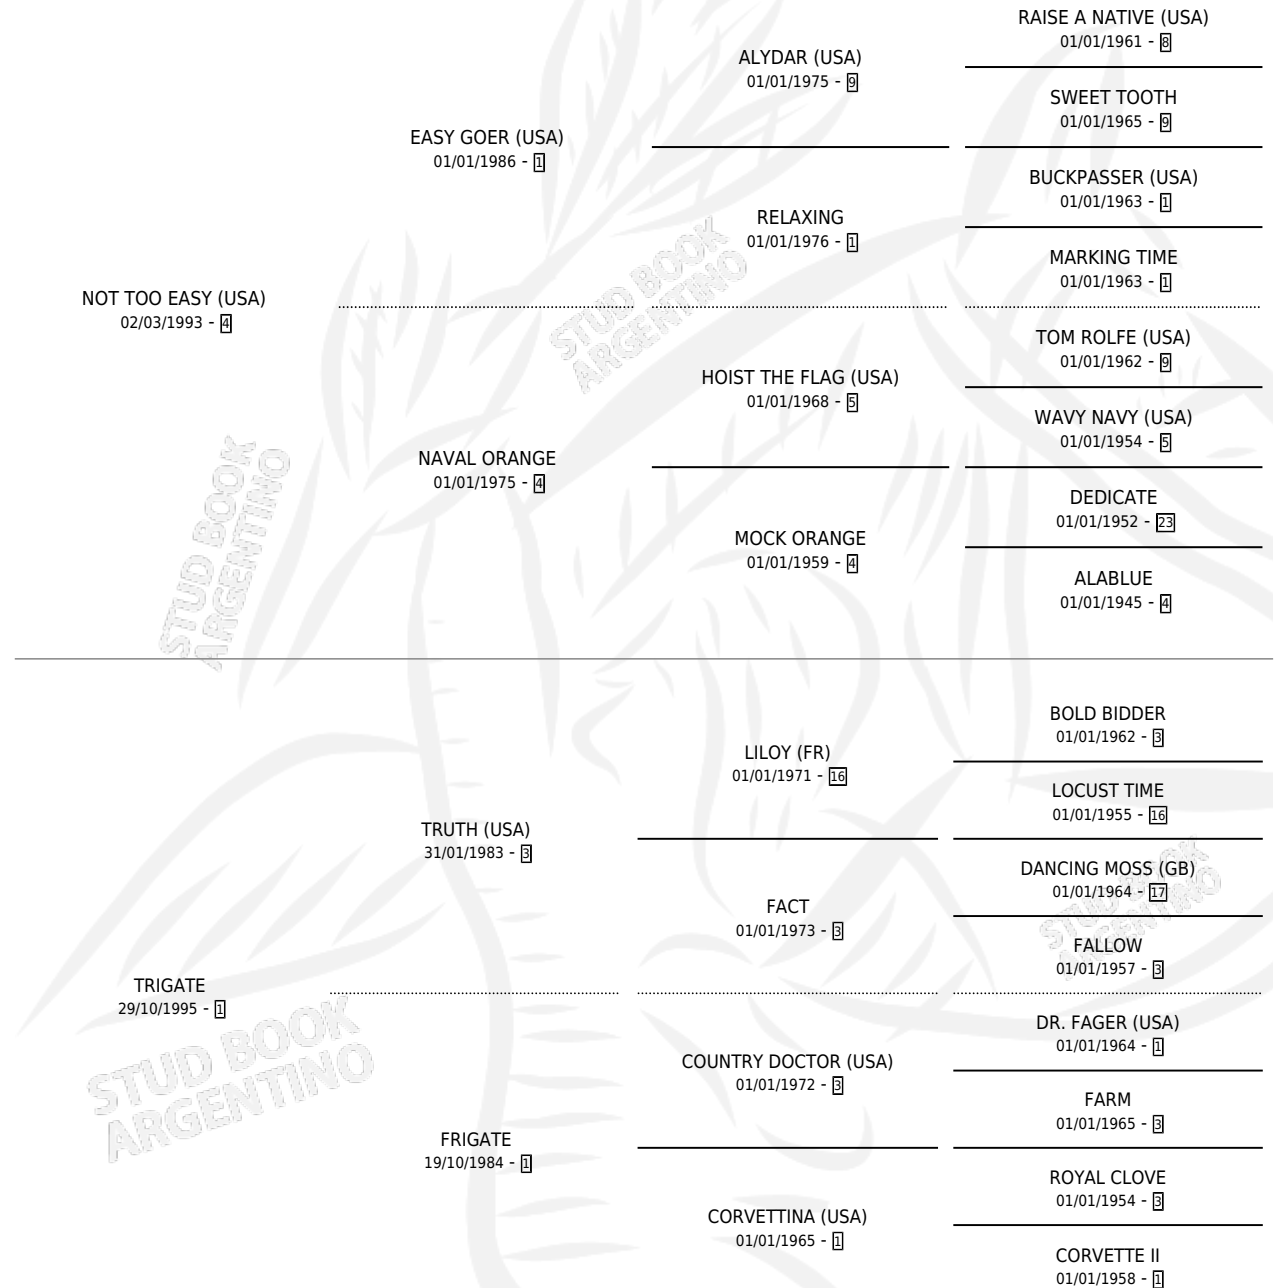 RAISE A NATIVE (USA)
01/01/1961 - 8
ALYDAR (USA)
01/01/1975 - 9
SWEET TOOTH
01/01/1965 - 9
EASY GOER (USA)
01/01/1986 - 1
BUCKPASSER (USA)
01/01/1963 - 1
RELAXING
01/01/1976 - 1
MARKING TIME
01/01/1963 - 1
NOT TOO EASY (USA)
02/03/1993 - 4
TOM ROLFE (USA)
01/01/1962 - 9
HOIST THE FLAG (USA)
01/01/1968 - 5
WAVY NAVY (USA)
01/01/1954 - 5
NAVAL ORANGE
01/01/1975 - 4
DEDICATE
01/01/1952 - 23
MOCK ORANGE
01/01/1959 - 4
ALABLUE
01/01/1945 - 4
BOLD BIDDER
01/01/1962 - 3
LILOY (FR)
01/01/1971 - 16
LOCUST TIME
01/01/1955 - 16
TRUTH (USA)
31/01/1983 - 3
DANCING MOSS (GB)
01/01/1964 - 17
FACT
01/01/1973 - 3
FALLOW
01/01/1957 - 3
TRIGATE
29/10/1995 - 1
DR. FAGER (USA)
01/01/1964 - 1
COUNTRY DOCTOR (USA)
01/01/1972 - 3
FARM
01/01/1965 - 3
FRIGATE
19/10/1984 - 1
ROYAL CLOVE
01/01/1954 - 3
CORVETTINA (USA)
01/01/1965 - 1
CORVETTE II
01/01/1958 - 1
STUD BOOK
ARGENTINO
STUD BOOK
ARGENTINO
STUD BOOK
ARGENTINO
STUD BOOK
ARGENTINO